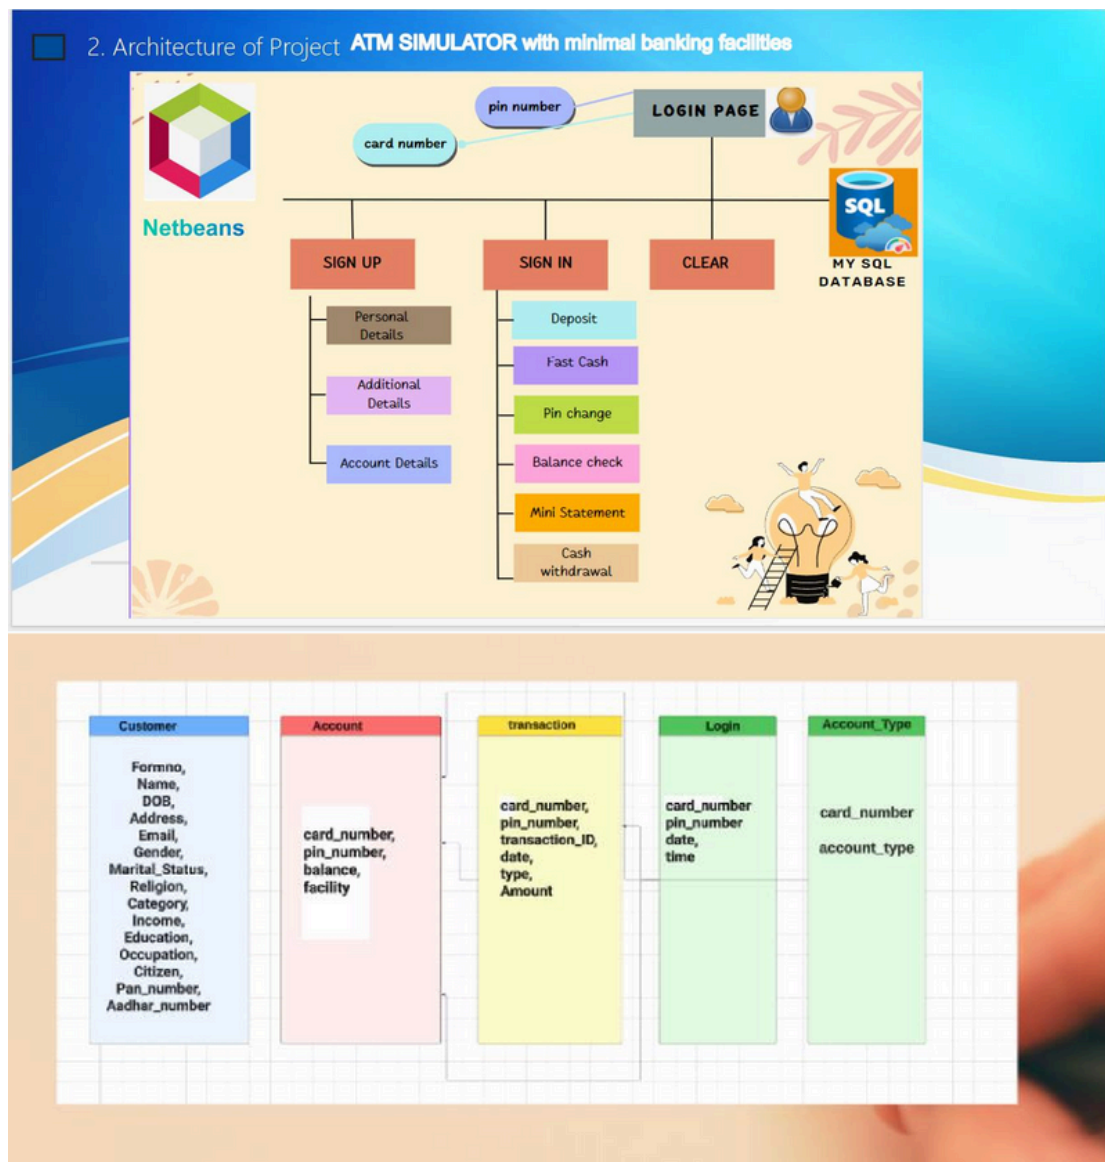 2. Architecture of Project ATM SIMULATOR with minimal banking facilities
pin number
LOGIN PAGE
card number
Netbeans
SQL
MY SQL
DATABASE
SIGN UP
SIGN IN
CLEAR
Personal
Details
Additional
Details
Account Details
Deposit
Fast Cash
Pin change
Balance check
Mini Statement
Cash
withdrawal
Customer
Formno,
Name,
DOB,
Address,
Email,
Gender,
Marital_Status,
Religion,
Category,
Income,
Education,
Occupation,
Citizen,
Pan_number,
Aadhar_number
Account
card_number,
pin_number,
balance,
facility
transaction
card_number,
pin_number,
transaction_ID,
date,
type,
Amount
Login
card_number
pin_number
date,
time
Account_Type
card_number
account_type